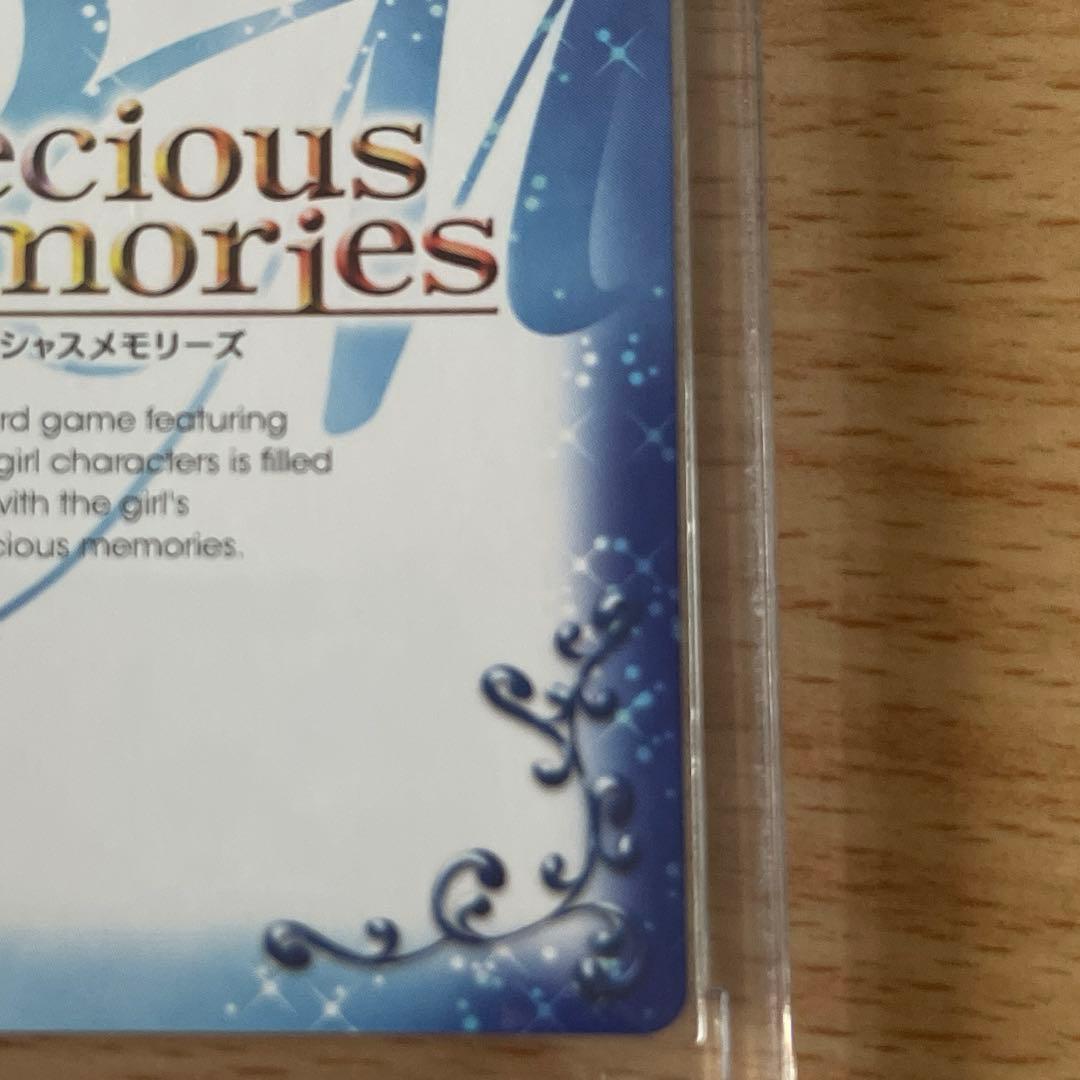 ecious
mories
シャスメモリーズ
rd game featuring
girl characters is filled
with the girl's
cious memories.